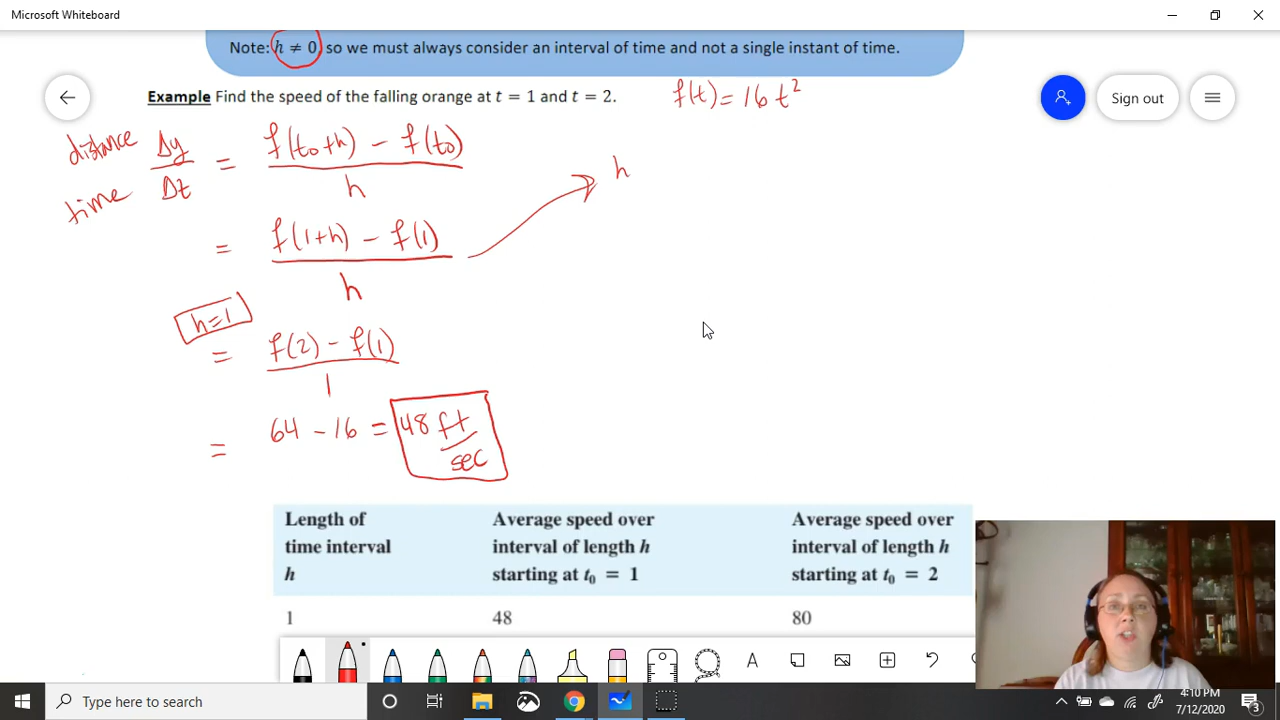 Microsoft Whiteboard
Note: h ≠ 0, so we must always consider an interval of time and not a single instant of time.
Example Find the speed of the falling orange at t = 1 and t = 2.
f(t) = 16t²
Sign out
distance Δy = f(t₀+h) − f(t₀)
time Δt h
h
= f(1+h) − f(1)
h
h=1
= f(2) − f(1)
1
= 64 − 16 = 48 ft
sec
Length of time interval h
Average speed over interval of length h starting at t₀ = 1
Average speed over interval of length h starting at t₀ = 2
1 48 80
A
Type here to search
4:10 PM
7/12/2020
3